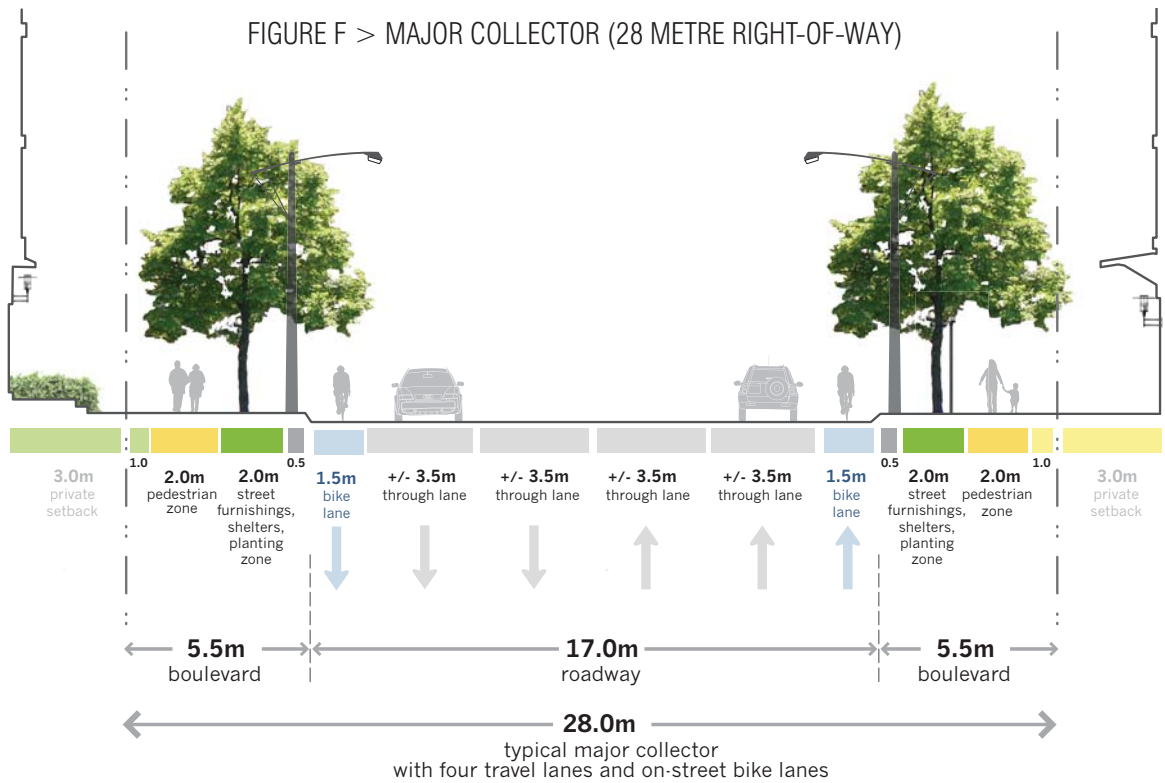 FIGURE F > MAJOR COLLECTOR (28 METRE RIGHT-OF-WAY)
3.0m
private
setback
1.0
2.0m
pedestrian
zone
2.0m
street
furnishings,
shelters,
planting
zone
0.5
1.5m
bike
lane
+/- 3.5m
through lane
+/- 3.5m
through lane
+/- 3.5m
through lane
+/- 3.5m
through lane
1.5m
bike
lane
0.5
2.0m
street
furnishings,
shelters,
planting
zone
2.0m
pedestrian
zone
1.0
3.0m
private
setback
5.5m
boulevard
17.0m
roadway
5.5m
boulevard
28.0m
typical major collector
with four travel lanes and on-street bike lanes